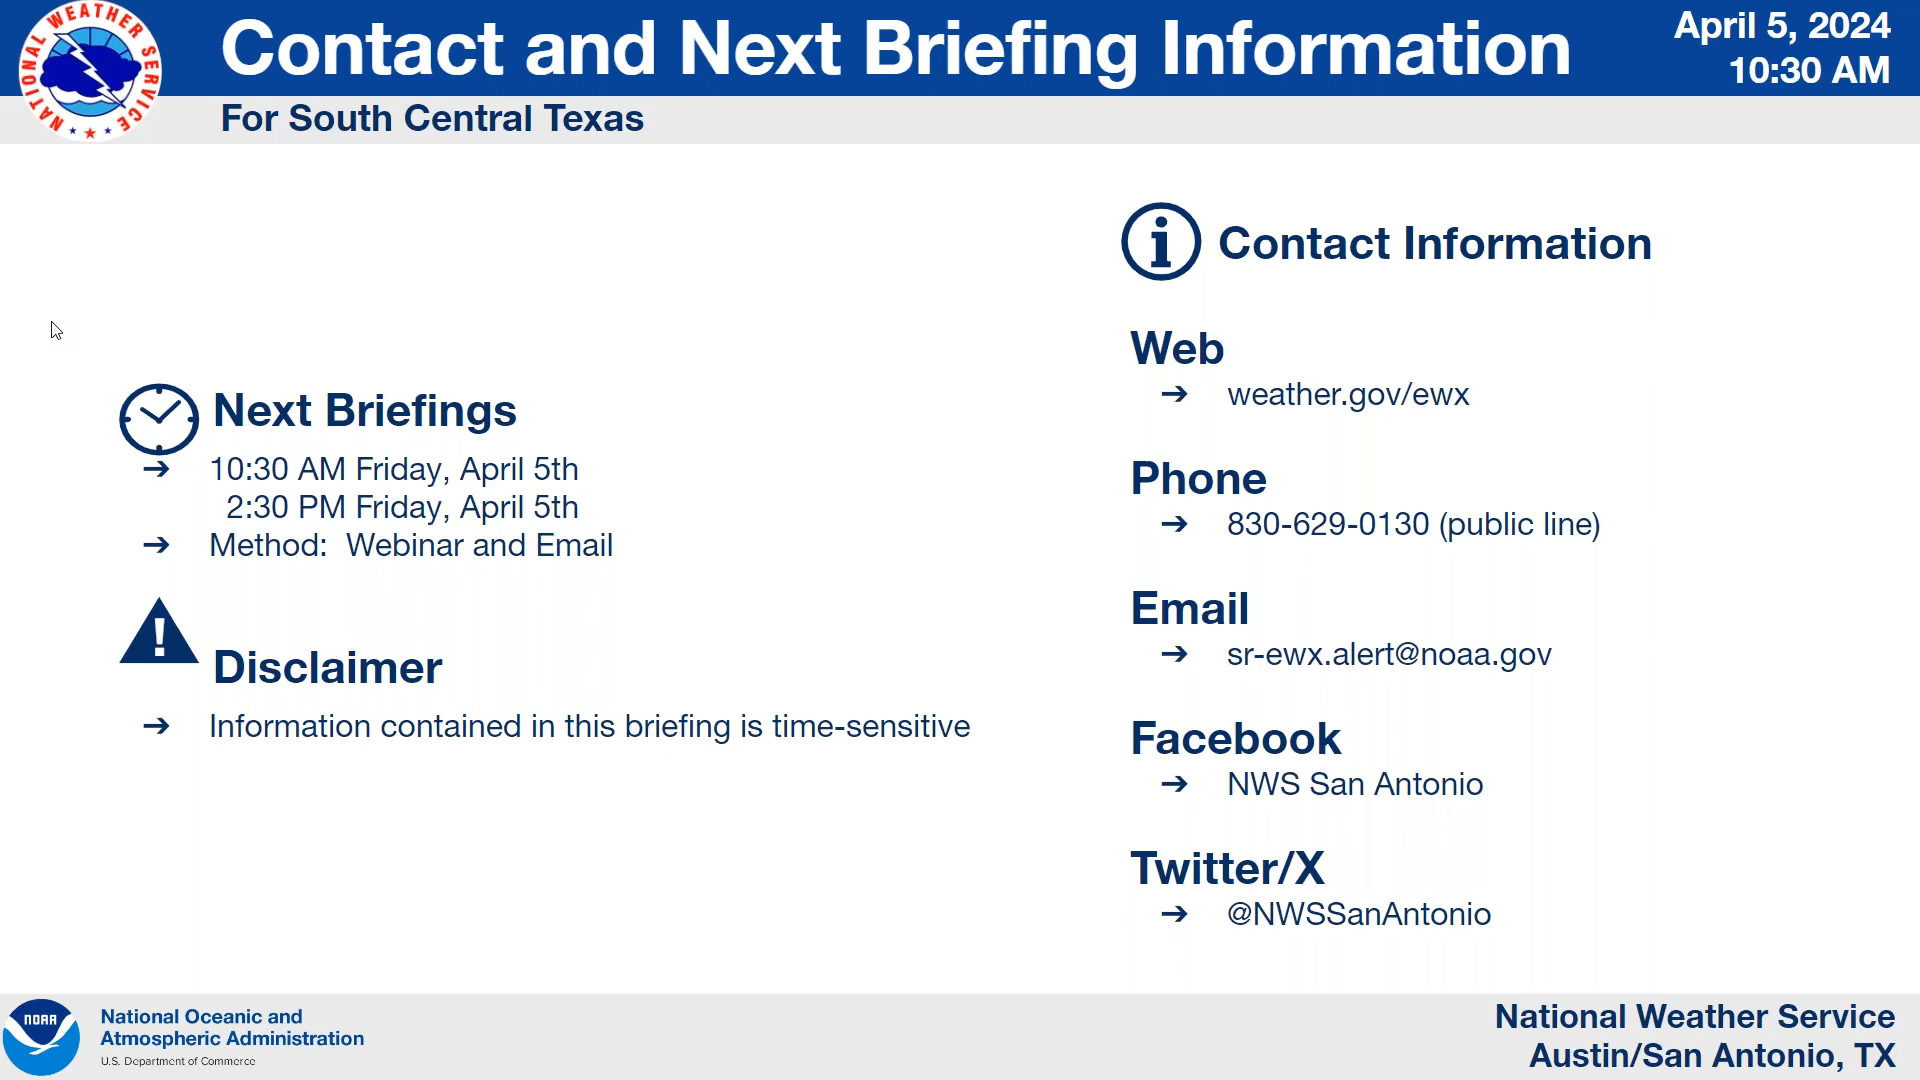 NATIONAL WEATHER SERVICE
Contact and Next Briefing Information
April 5, 2024
10:30 AM
For South Central Texas
Next Briefings
➔ 10:30 AM Friday, April 5th
2:30 PM Friday, April 5th
➔ Method: Webinar and Email
Disclaimer
➔ Information contained in this briefing is time-sensitive
Contact Information
Web
➔ weather.gov/ewx
Phone
➔ 830-629-0130 (public line)
Email
➔ sr-ewx.alert@noaa.gov
Facebook
➔ NWS San Antonio
Twitter/X
➔ @NWSSanAntonio
NOAA
National Oceanic and
Atmospheric Administration
U.S. Department of Commerce
National Weather Service
Austin/San Antonio, TX